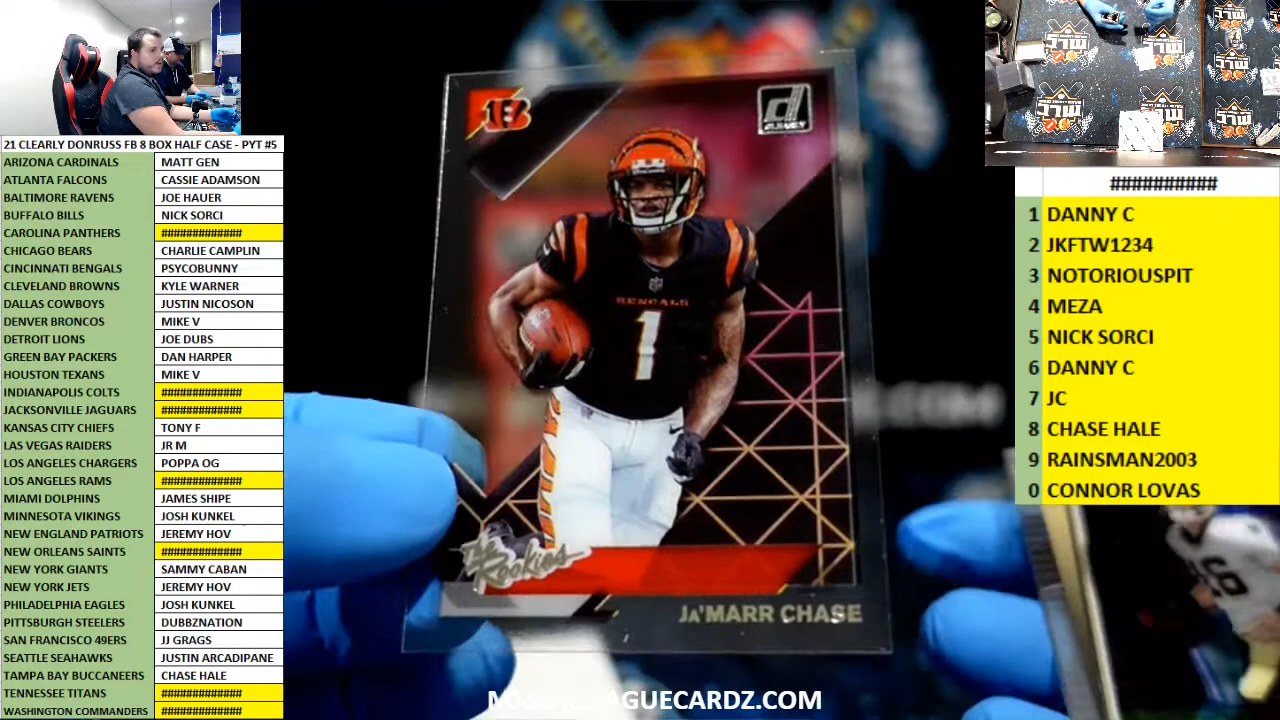 21 CLEARLY DONRUSS FB 8 BOX HALF CASE - PYT #5
ARIZONA CARDINALS MATT GEN
ATLANTA FALCONS CASSIE ADAMSON
BALTIMORE RAVENS JOE HAUER
BUFFALO BILLS NICK SORCI
CAROLINA PANTHERS #############
CHICAGO BEARS CHARLIE CAMPLIN
CINCINNATI BENGALS PSYCOBUNNY
CLEVELAND BROWNS KYLE WARNER
DALLAS COWBOYS JUSTIN NICOSON
DENVER BRONCOS MIKE V
DETROIT LIONS JOE DUBS
GREEN BAY PACKERS DAN HARPER
HOUSTON TEXANS MIKE V
INDIANAPOLIS COLTS #############
JACKSONVILLE JAGUARS #############
KANSAS CITY CHIEFS TONY F
LAS VEGAS RAIDERS JR M
LOS ANGELES CHARGERS POPPA OG
LOS ANGELES RAMS #############
MIAMI DOLPHINS JAMES SHIPE
MINNESOTA VIKINGS JOSH KUNKEL
NEW ENGLAND PATRIOTS JEREMY HOV
NEW ORLEANS SAINTS #############
NEW YORK GIANTS SAMMY CABAN
NEW YORK JETS JEREMY HOV
PHILADELPHIA EAGLES JOSH KUNKEL
PITTSBURGH STEELERS DUBBZNATION
SAN FRANCISCO 49ERS JJ GRAGS
SEATTLE SEAHAWKS JUSTIN ARCADIPANE
TAMPA BAY BUCCANEERS CHASE HALE
TENNESSEE TITANS #############
WASHINGTON COMMANDERS #############
B
d
BENGALS
1
The Rookies
JA'MARR CHASE
##########
1 DANNY C
2 JKFTW1234
3 NOTORIOUSPIT
4 MEZA
5 NICK SORCI
6 DANNY C
7 JC
8 CHASE HALE
9 RAINSMAN2003
0 CONNOR LOVAS